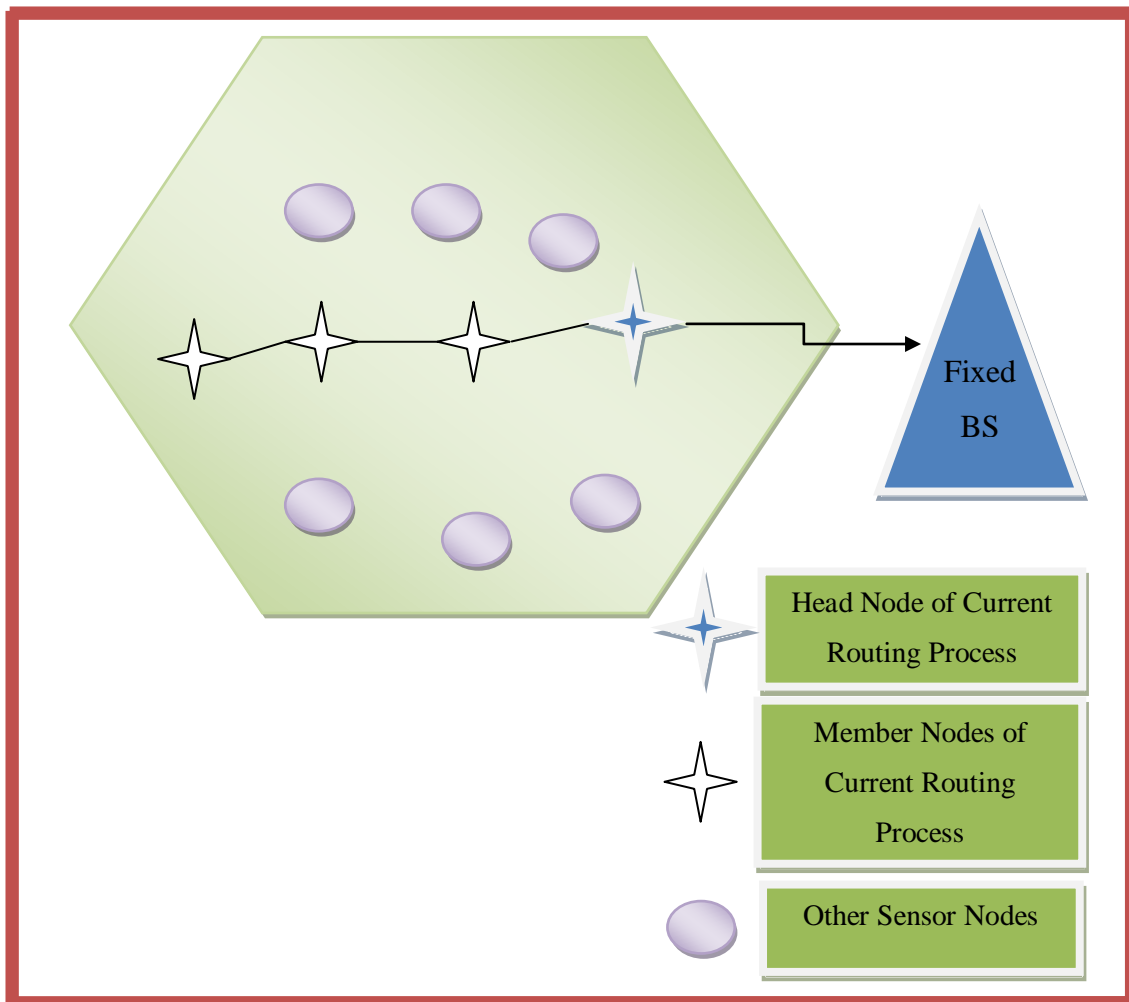 Fixed
BS
Head Node of Current
Routing Process
Member Nodes of
Current Routing
Process
Other Sensor Nodes